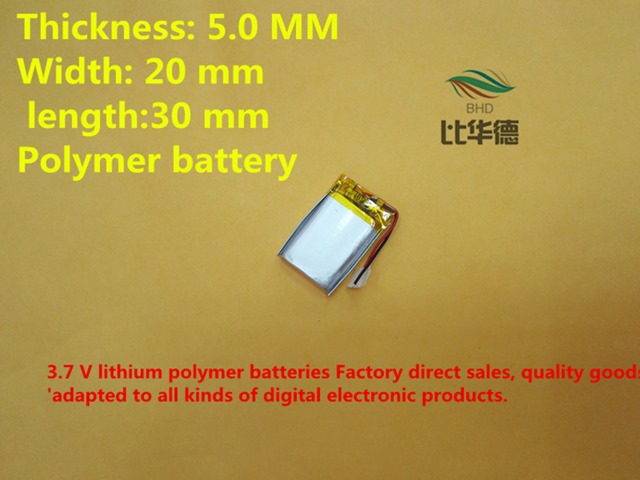 Thickness: 5.0 MM
Width: 20 mm
length:30 mm
Polymer battery
BHD
比华德
3.7 V lithium polymer batteries Factory direct sales, quality goods
'adapted to all kinds of digital electronic products.